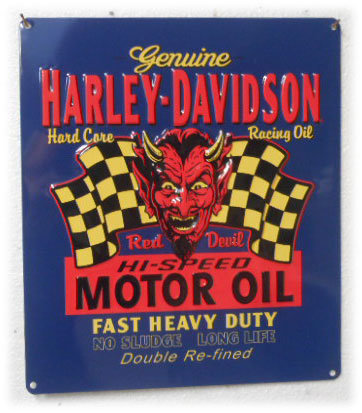 Genuine
HARLEY-DAVIDSON
Hard Core Racing Oil
Red Devil
HI-SPEED
MOTOR OIL
FAST HEAVY DUTY
NO SLUDGE LONG LIFE
Double Re-fined